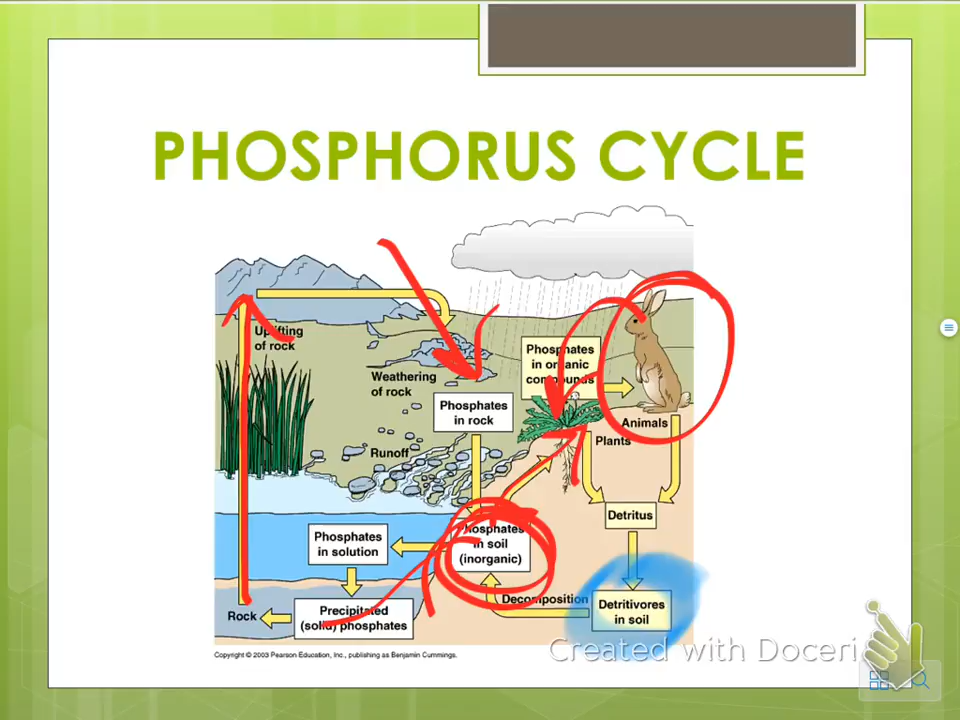 PHOSPHORUS CYCLE
Uplifting
of rock
Weathering
of rock
Phosphates
in organic
compounds
Phosphates
in rock
Animals
Plants
Runoff
Detritus
Phosphates
in solution
Phosphates
in soil
(inorganic)
Decomposition
Detritivores
in soil
Rock
Precipitated
(solid) phosphates
Copyright © 2003 Pearson Education, Inc., publishing as Benjamin Cummings.
Created with Doceri